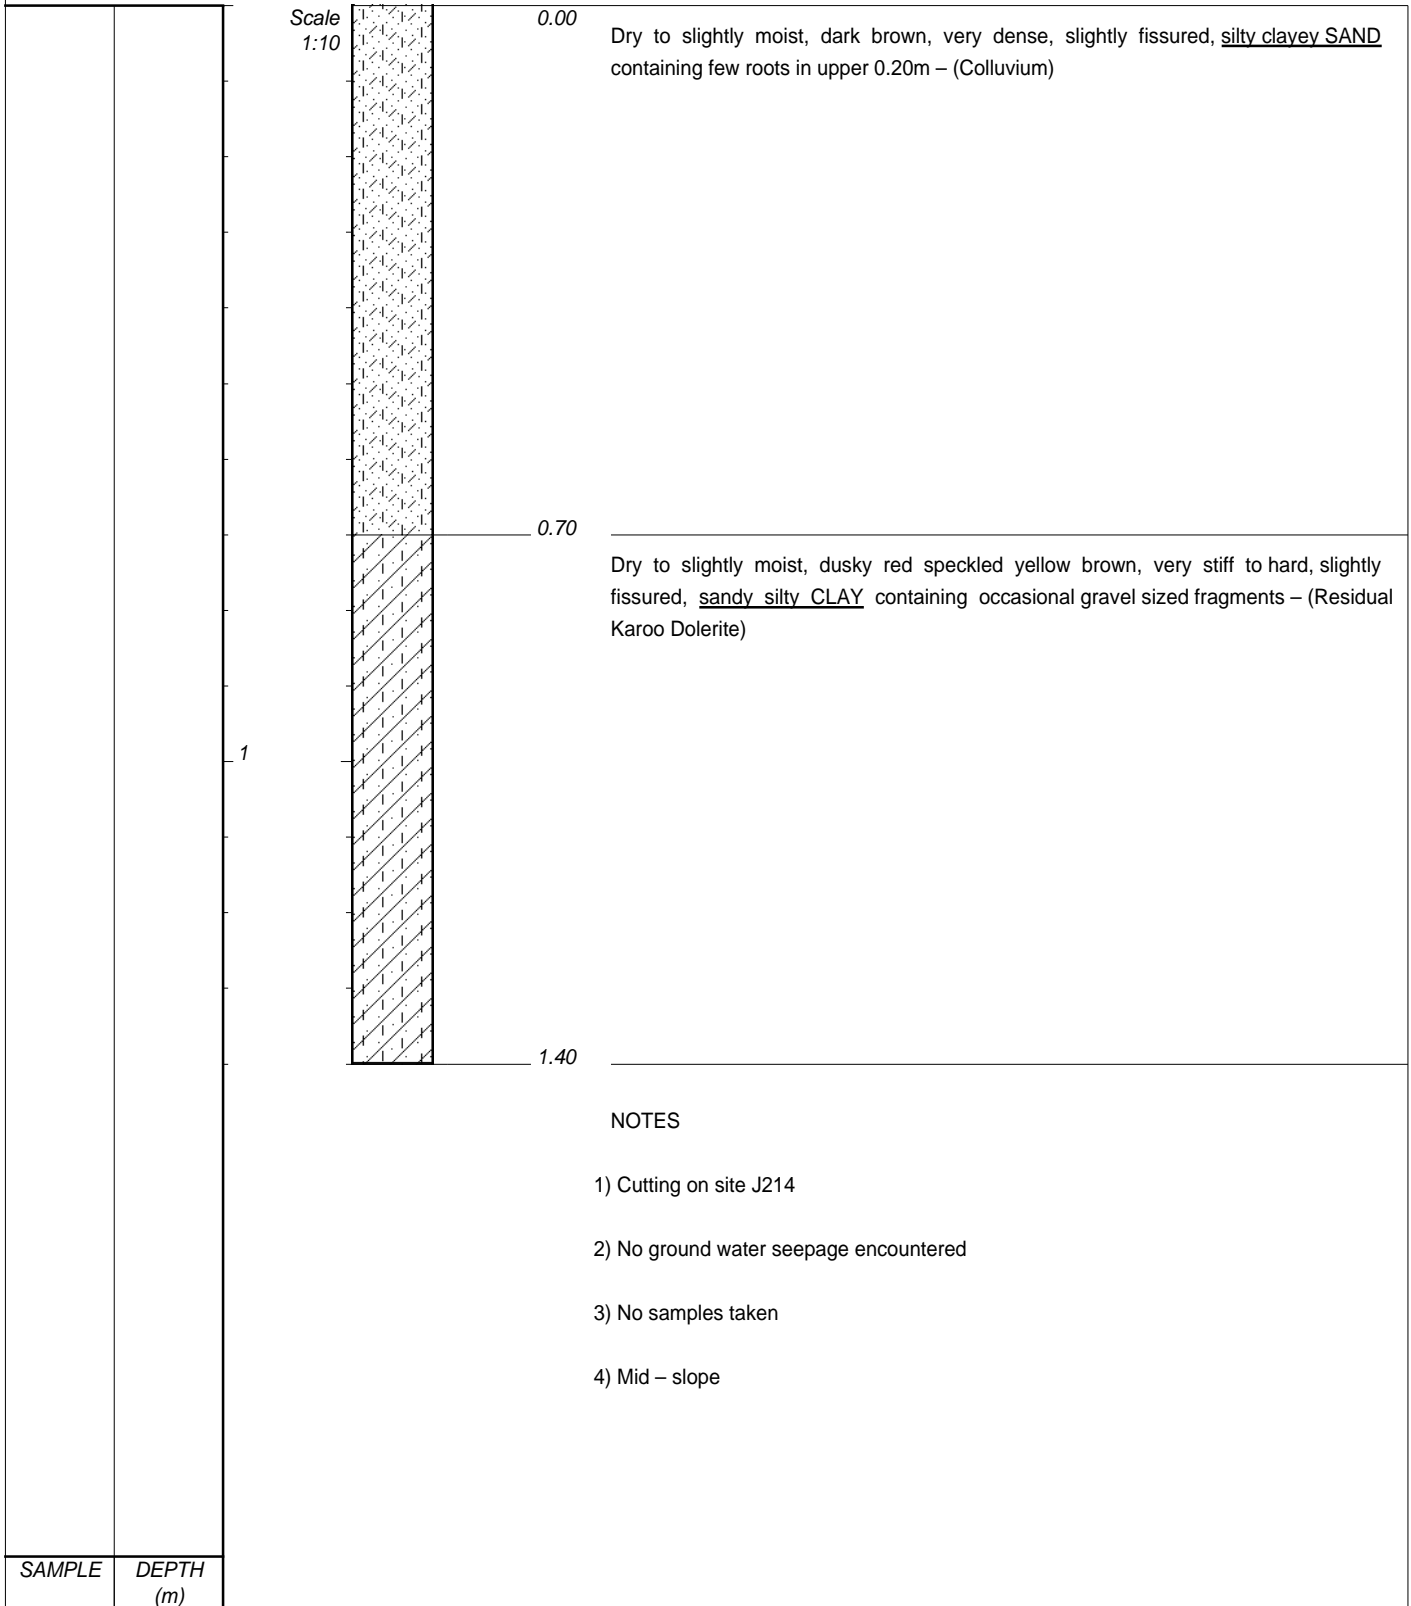 Scale
1:10
0.00
Dry to slightly moist, dark brown, very dense, slightly fissured, silty clayey SAND
containing few roots in upper 0.20m – (Colluvium)
0.70
Dry to slightly moist, dusky red speckled yellow brown, very stiff to hard, slightly
fissured, sandy silty CLAY containing occasional gravel sized fragments – (Residual
Karoo Dolerite)
1
1.40
NOTES
1) Cutting on site J214
2) No ground water seepage encountered
3) No samples taken
4) Mid – slope
SAMPLE DEPTH
(m)